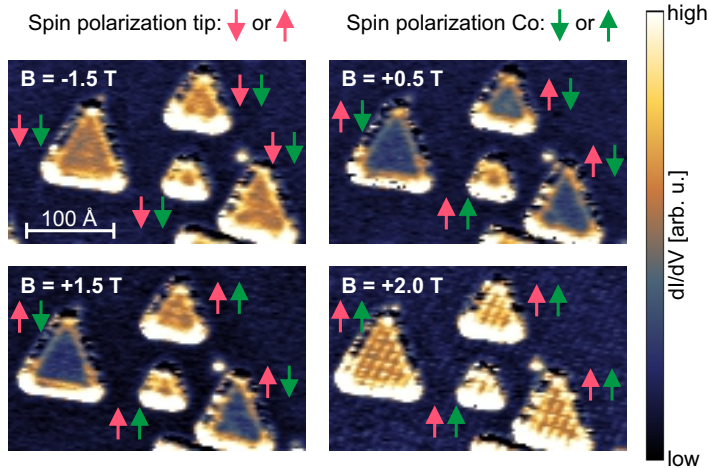 Spin polarization tip: ↓ or ↑
Spin polarization Co: ↓ or ↑
high
B = -1.5 T
B = +0.5 T
100 Å
B = +1.5 T
B = +2.0 T
dI/dV [arb. u.]
low